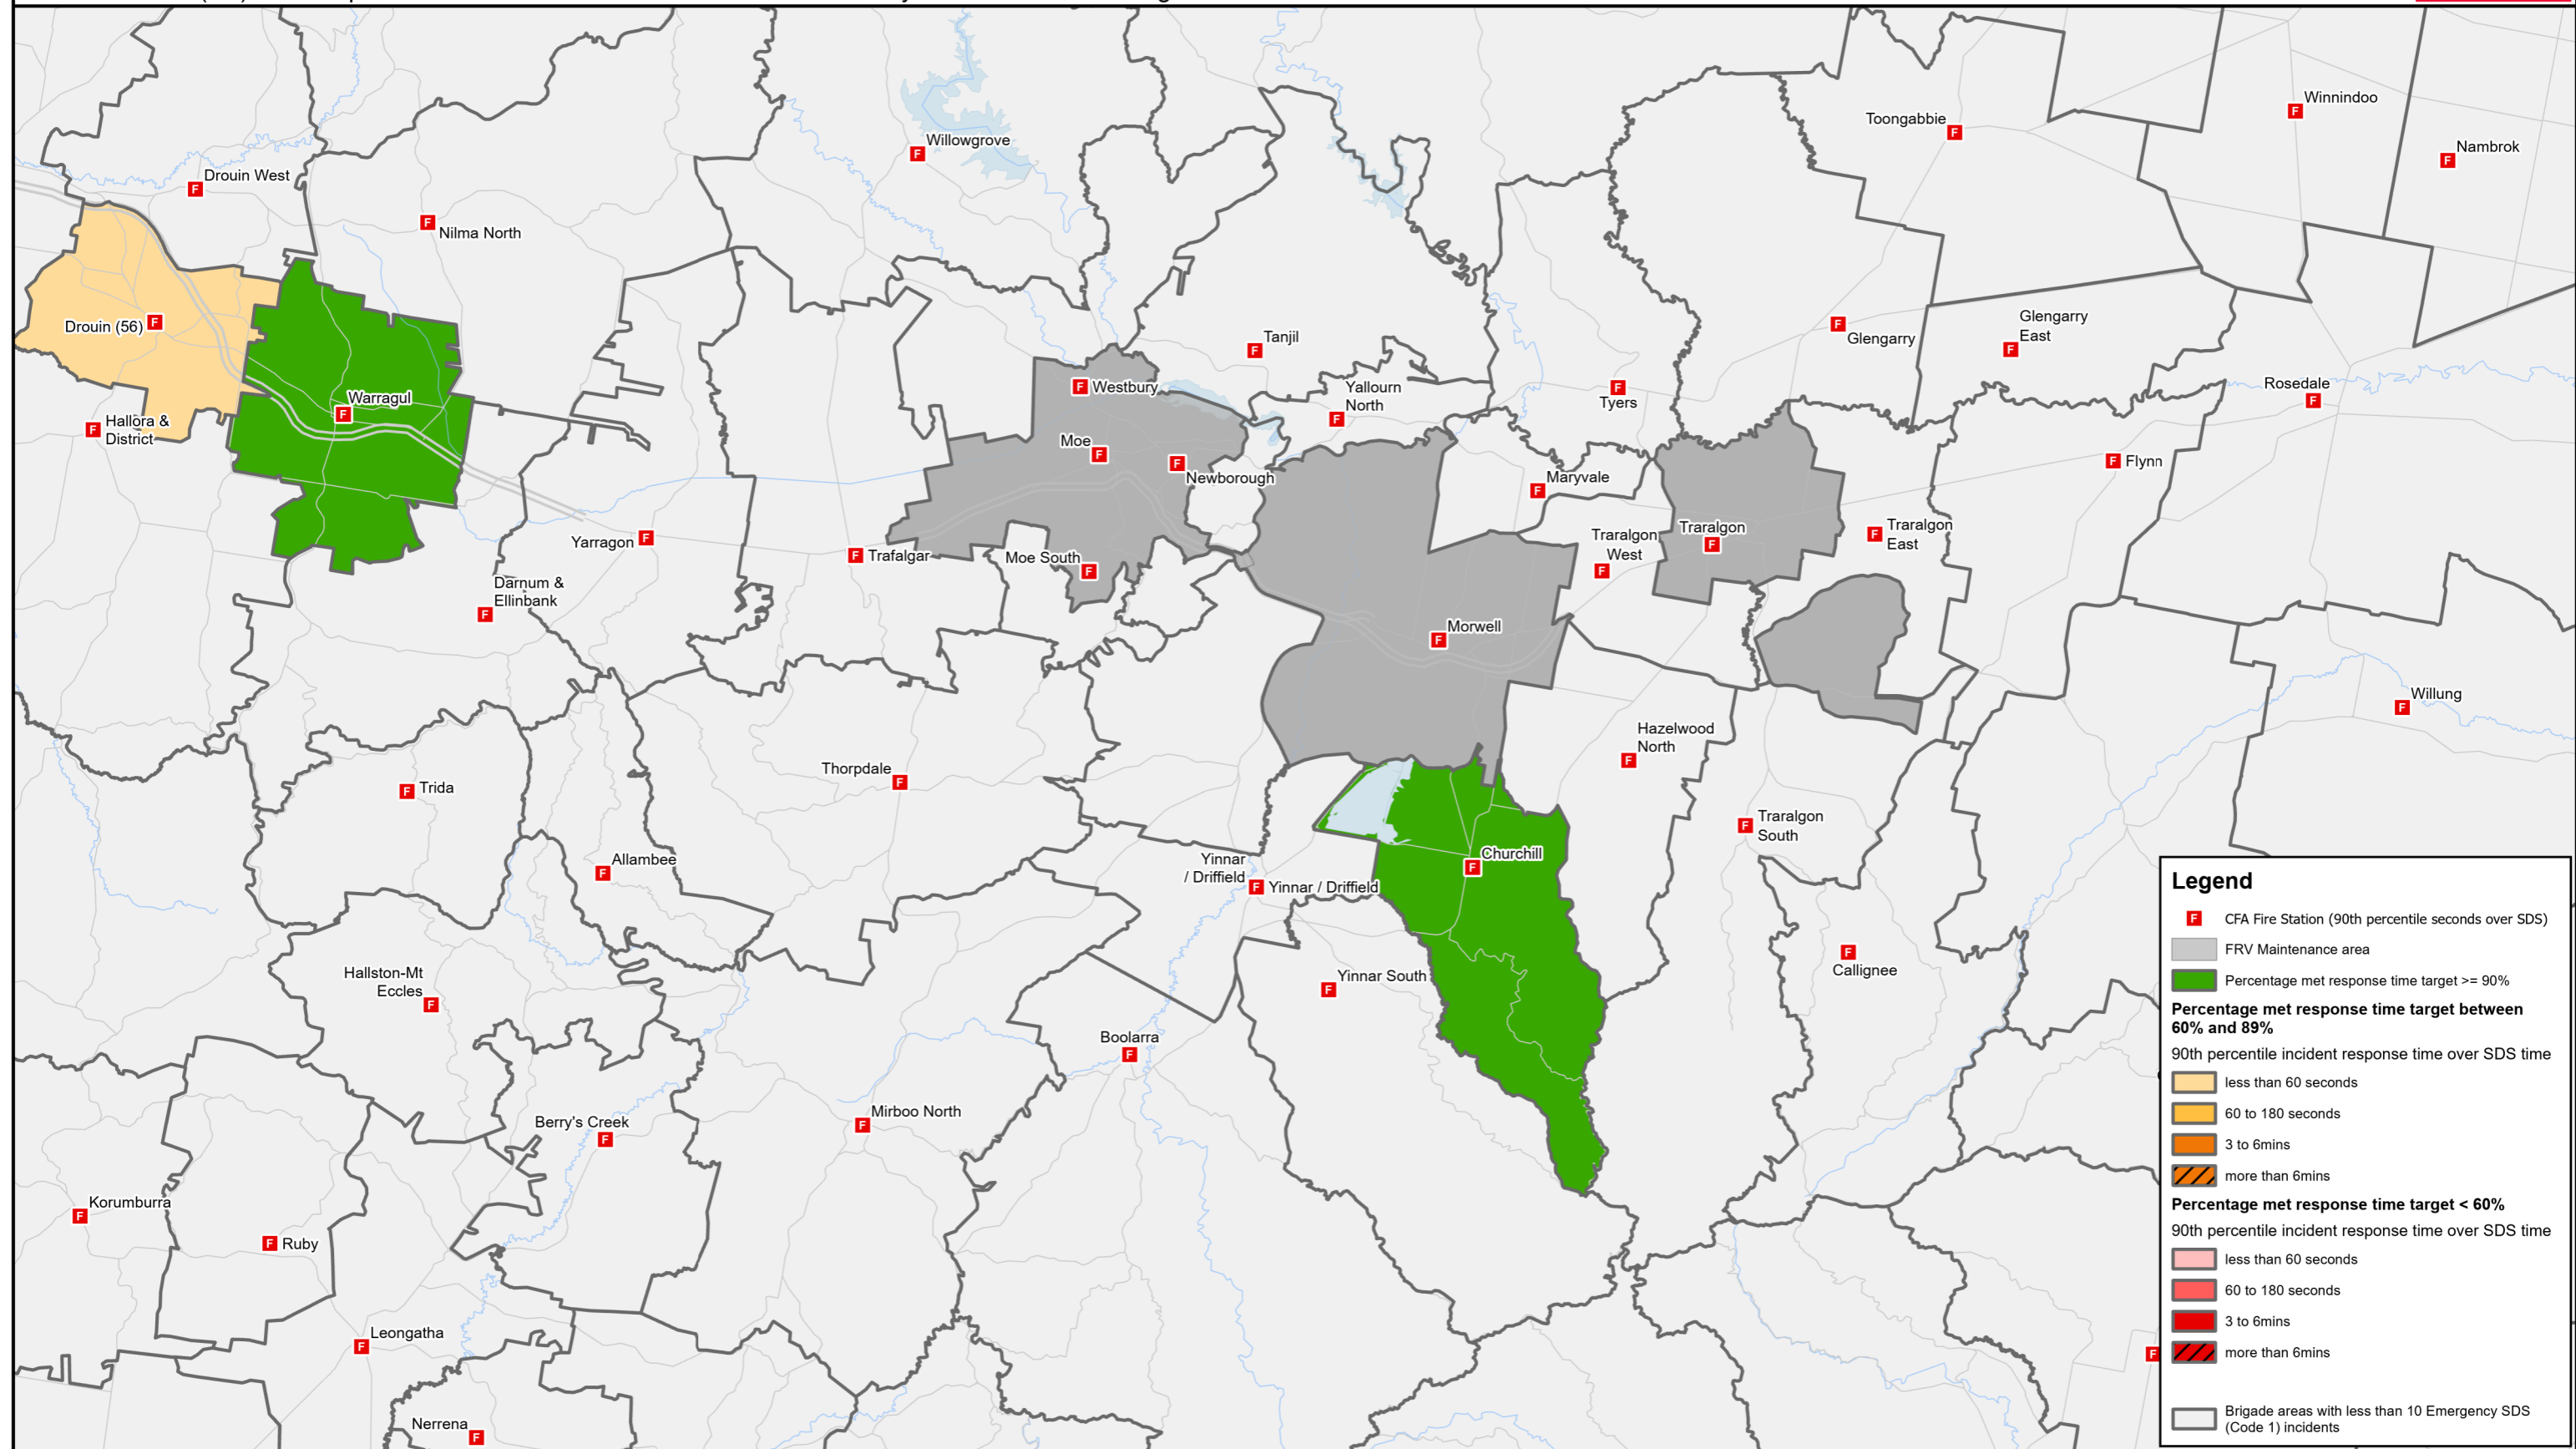 Winnindoo
Toongabbie
Willowgrove
Nambrok
Drouin West
Nilma North
Glengarry
East
Drouin (56)
Tanjil
Glengarry
Westbury
Yallourn
North
Rosedale
Warragul
Tyers
Hallora &
District
Moe
Flynn
Newborough
Maryvale
Traralgon
East
Traralgon
Traralgon
West
Yarragon
Trafalgar
Moe South
Darnum &
Ellinbank
Morwell
Willung
Hazelwood
North
Thorpdale
Trida
Traralgon
South
Churchill
Allambee
Yinnar
/ Driffield
Yinnar / Driffield
Callignee
Hallston-Mt
Eccles
Yinnar South
Boolarra
Mirboo North
Berry's Creek
Korumburra
Ruby
Leongatha
Nerrena
Legend
F CFA Fire Station (90th percentile seconds over SDS)
FRV Maintenance area
Percentage met response time target >= 90%
Percentage met response time target between
60% and 89%
90th percentile incident response time over SDS time
less than 60 seconds
60 to 180 seconds
3 to 6mins
more than 6mins
Percentage met response time target < 60%
90th percentile incident response time over SDS time
less than 60 seconds
60 to 180 seconds
3 to 6mins
more than 6mins
Brigade areas with less than 10 Emergency SDS
(Code 1) incidents